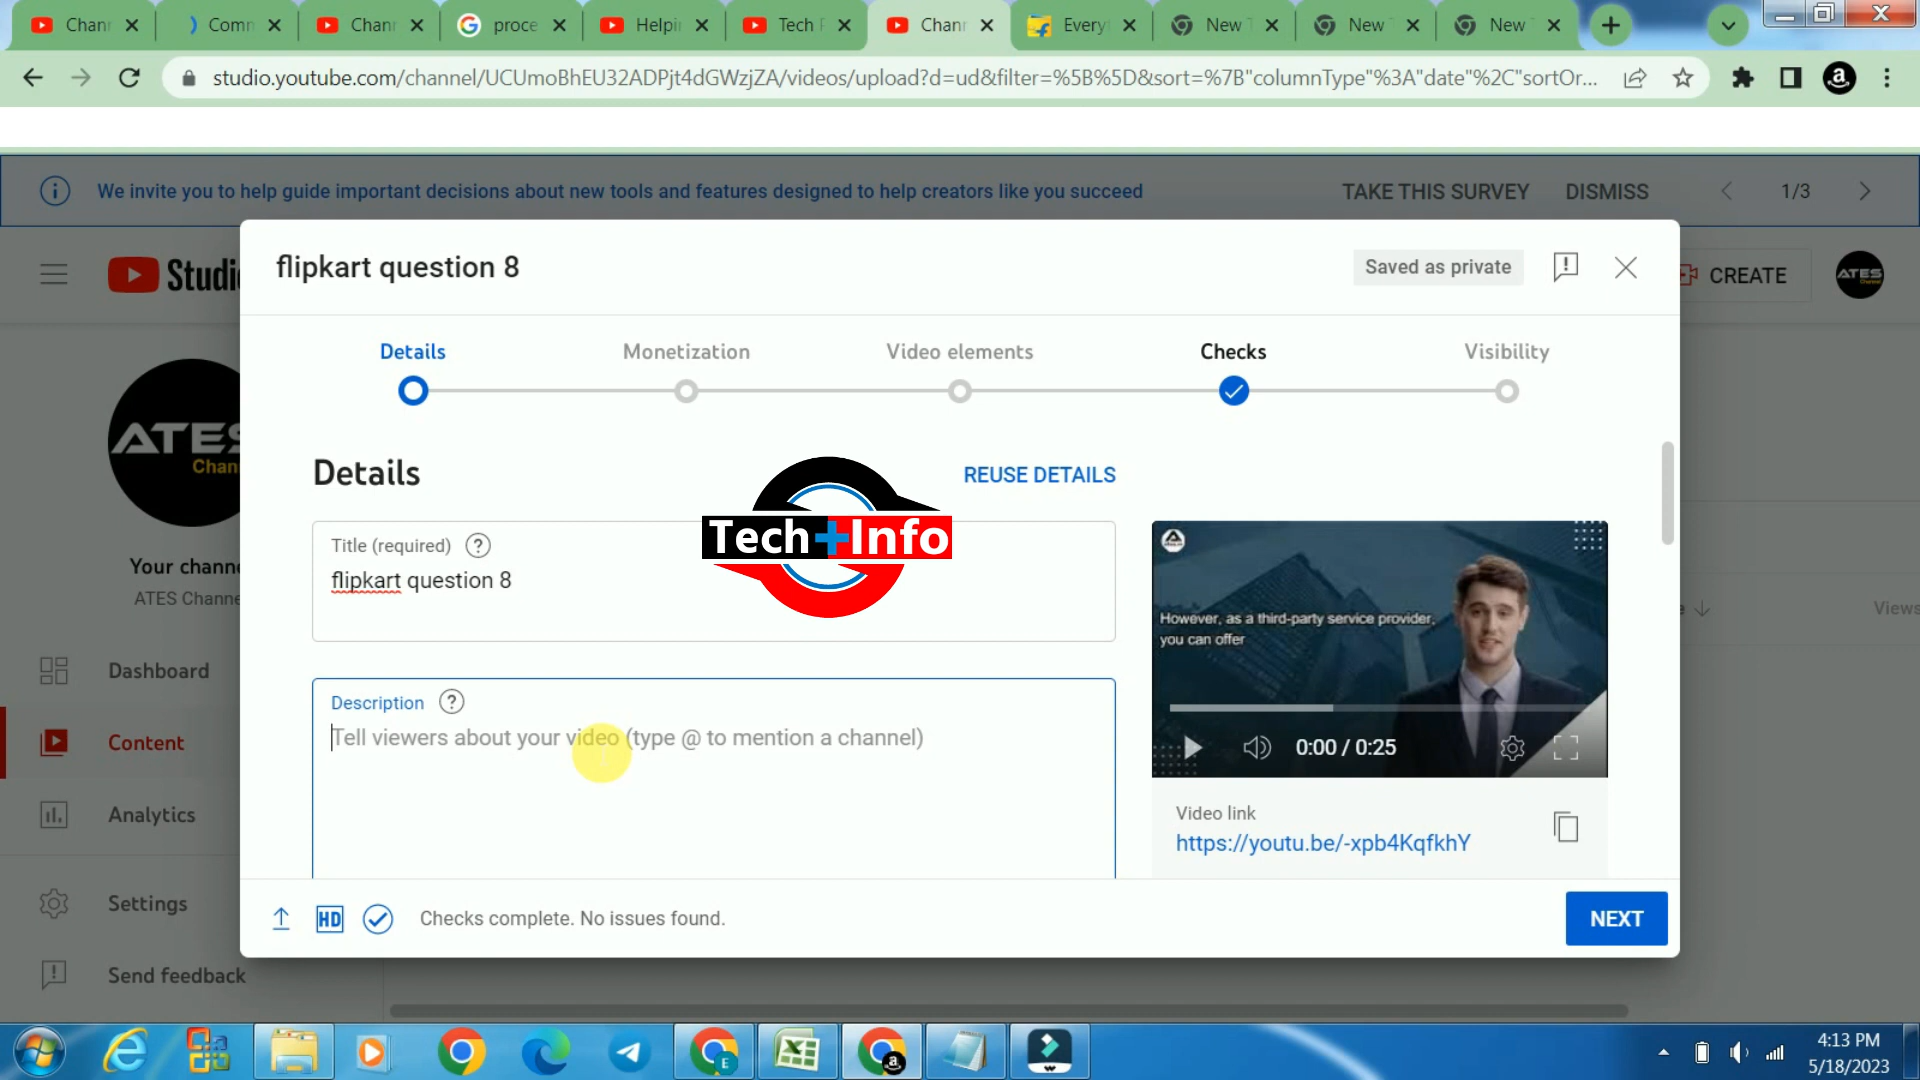 Chan
Comm
Chan
proce
Helpi
Tech
Chan
Every
New
New
New
studio.youtube.com/channel/UCUmoBhEU32ADPjt4dGWzjZA/videos/upload?d=ud&filter=%5B%5D&sort=%7B"columnType"%3A"date"%2C"sortOr...
We invite you to help guide important decisions about new tools and features designed to help creators like you succeed
TAKE THIS SURVEY
DISMISS
1/3
Studi
CREATE
ATES
flipkart question 8
Saved as private
Details
Monetization
Video elements
Checks
Visibility
ATES
Chan
Details
REUSE DETAILS
Tech+Info
Title (required)
flipkart question 8
However, as a third-party service provider,
you can offer
Your chann
ATES Channe
Views
Description
Tell viewers about your video (type @ to mention a channel)
0:00 / 0:25
Dashboard
Content
Analytics
Video link
https://youtu.be/-xpb4KqfkhY
Settings
HD
Checks complete. No issues found.
NEXT
Send feedback
4:13 PM
5/18/2023